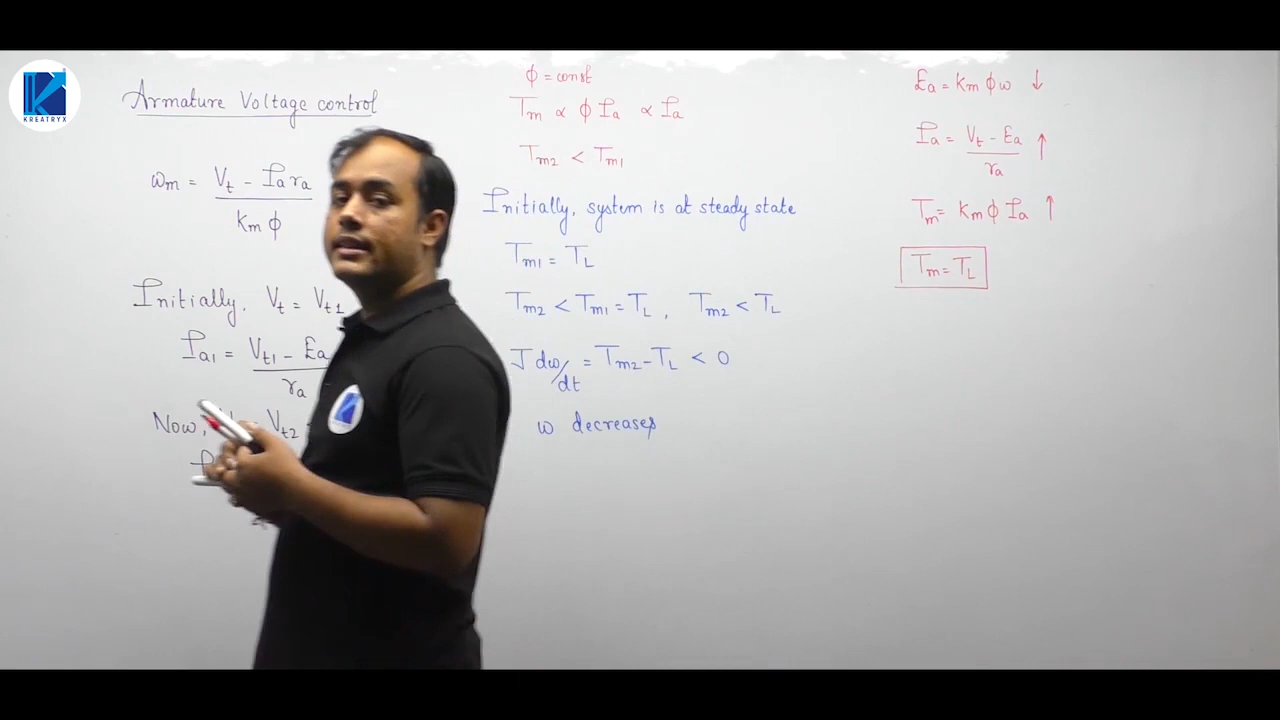 KREATRYX
Armature Voltage control
ωm = Vt - Ia ra / Km ϕ
Initially, Vt = Vt1
Ia1 = Vt1 - Ea / ra
Now, Vt2
ϕ = const
Tm ∝ ϕ Ia ∝ Ia
Tm2 < Tm1
Initially, system is at steady state
Tm1 = TL
Tm2 < Tm1 = TL , Tm2 < TL
J dω/dt = Tm2 - TL < 0
ω decreases
Ea = Km ϕ ω ↓
Ia = Vt - Ea / ra ↑
Tm = Km ϕ Ia ↑
Tm = TL